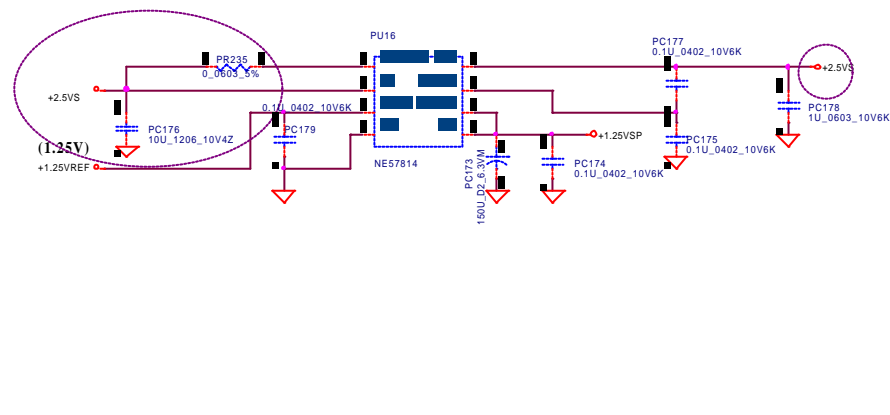 PU16
PC177
0.1U_0402_10V6K
PR235
0_0603_5%
+2.5VS
+2.5VS
0.1U_0402_10V6K
PC178
1U_0603_10V6K
PC176
10U_1206_10V4Z
PC179
+1.25VSP
PC175
0.1U_0402_10V6K
(1.25V)
+1.25VREF
NE57814
PC173
150U_D2_6.3VM
PC174
0.1U_0402_10V6K